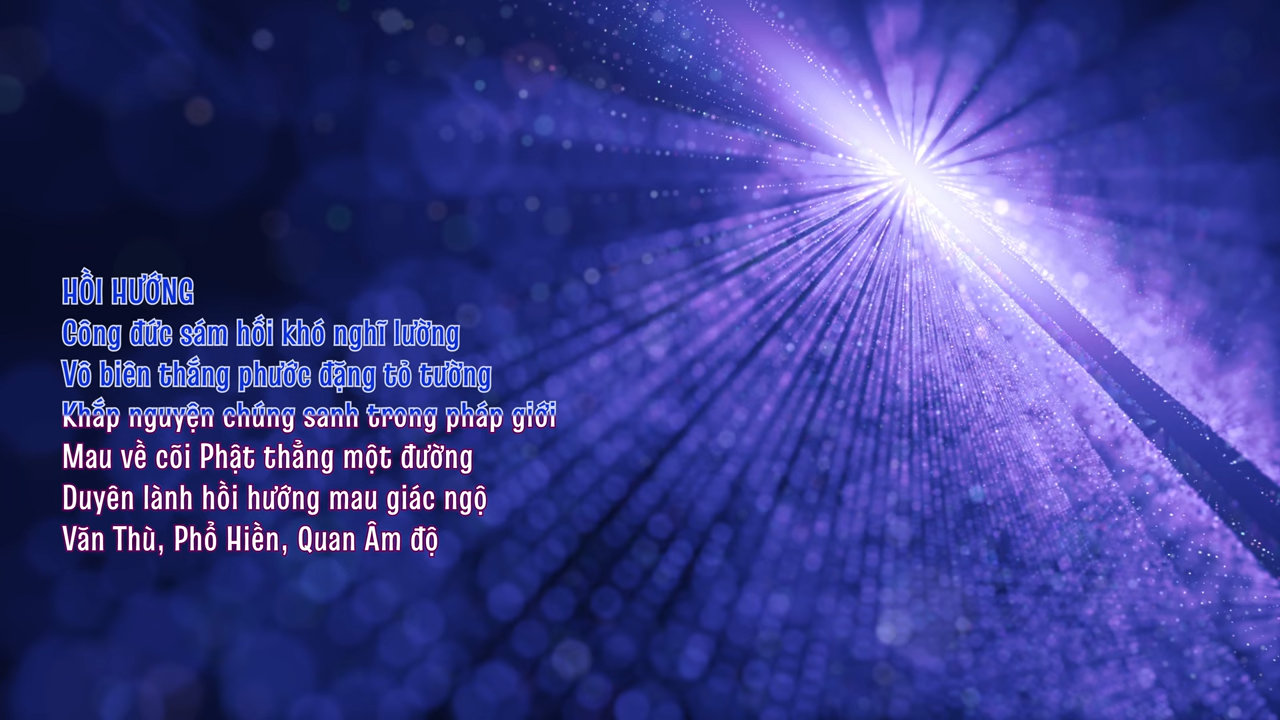 HỒI HƯỚNG
Công đức sám hối khó nghĩ lường
Vô biên thắng phước đặng tỏ tường
Khắp nguyện chúng sanh trong pháp giới
Mau về cõi Phật thẳng một đường
Duyên lành hồi hướng mau giác ngộ
Văn Thù, Phổ Hiền, Quan Âm độ